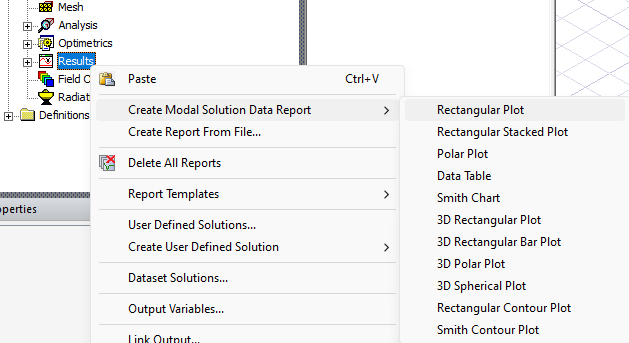 Mesh
Analysis
Optimetrics
Results
Field O
Radiat
Definitions
operties
Paste Ctrl+V
Create Modal Solution Data Report
Create Report From File...
Delete All Reports
Report Templates
User Defined Solutions...
Create User Defined Solution
Dataset Solutions...
Output Variables...
Link Output...
Rectangular Plot
Rectangular Stacked Plot
Polar Plot
Data Table
Smith Chart
3D Rectangular Plot
3D Rectangular Bar Plot
3D Polar Plot
3D Spherical Plot
Rectangular Contour Plot
Smith Contour Plot